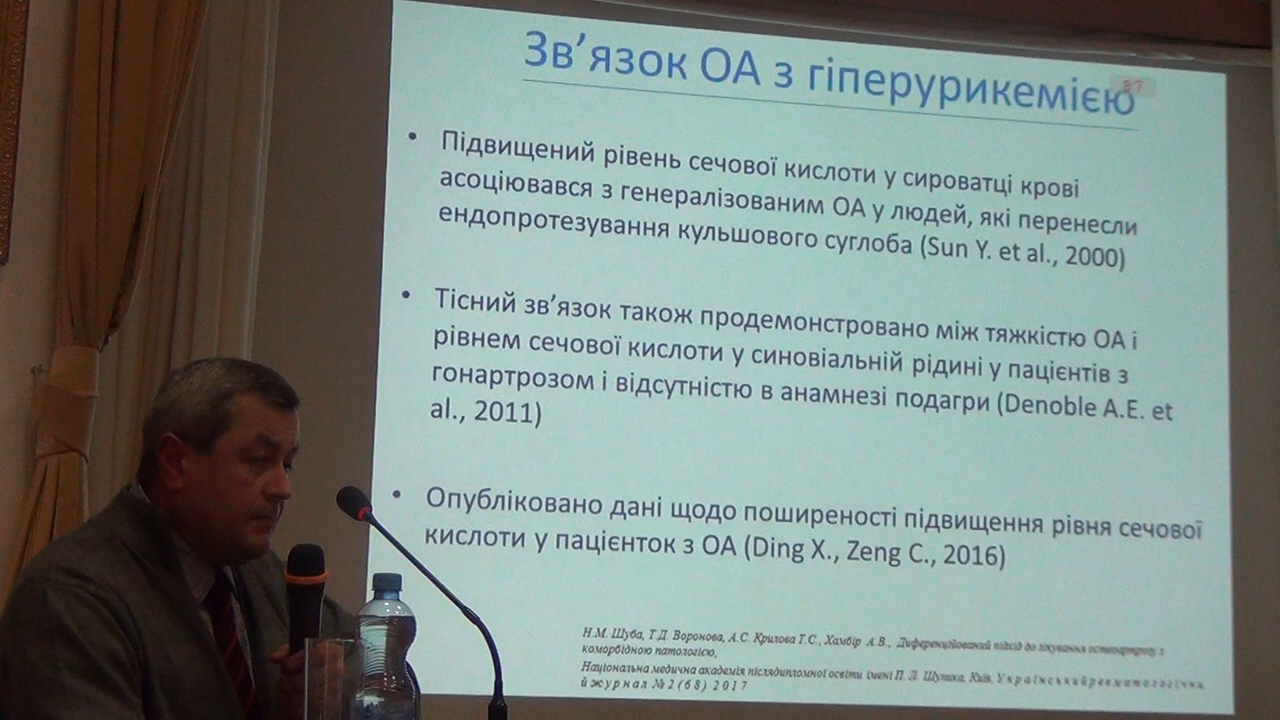 Зв’язок ОА з гіперурикемією
87
• Підвищений рівень сечової кислоти у сироватці крові
асоціювався з генералізованим ОА у людей, які перенесли
ендопротезування кульшового суглоба (Sun Y. et al., 2000)
• Тісний зв’язок також продемонстровано між тяжкістю ОА і
рівнем сечової кислоти у синовіальній рідині у пацієнтів з
гонартрозом і відсутністю в анамнезі подагри (Denoble A.E. et
al., 2011)
• Опубліковано дані щодо поширеності підвищення рівня сечової
кислоти у пацієнток з ОА (Ding X., Zeng C., 2016)
Н.М. Шуба, Т.Д. Воронова, А.С. Крилова Т.С., Хамбір А.В., Диференційований підхід до лікування остеоартрозу з
коморбідною патологією,
Національна медична академія післядипломної освіти імені П. Л. Шупика, Київ, Український ревматологічни
й журнал №2(68) 2017